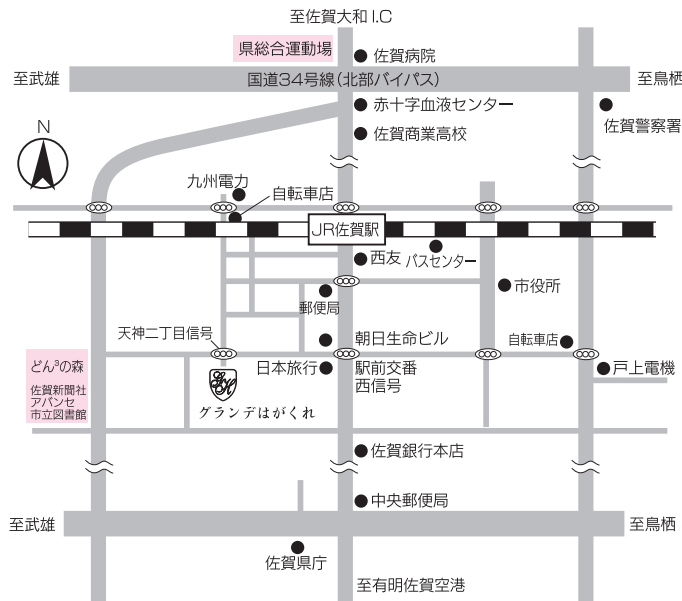 至佐賀大和I.C
県総合運動場
佐賀病院
至武雄
国道34号線(北部バイパス)
至鳥栖
赤十字血液センター
佐賀警察署
佐賀商業高校
N
九州電力
自転車店
JR佐賀駅
西友
バスセンター
市役所
郵便局
天神二丁目信号
朝日生命ビル
自転車店
どん³の森
佐賀新聞社
アバンセ
市立図書館
日本旅行
駅前交番
西信号
戸上電機
GH
グランデはがくれ
佐賀銀行本店
中央郵便局
至武雄
至鳥栖
佐賀県庁
至有明佐賀空港